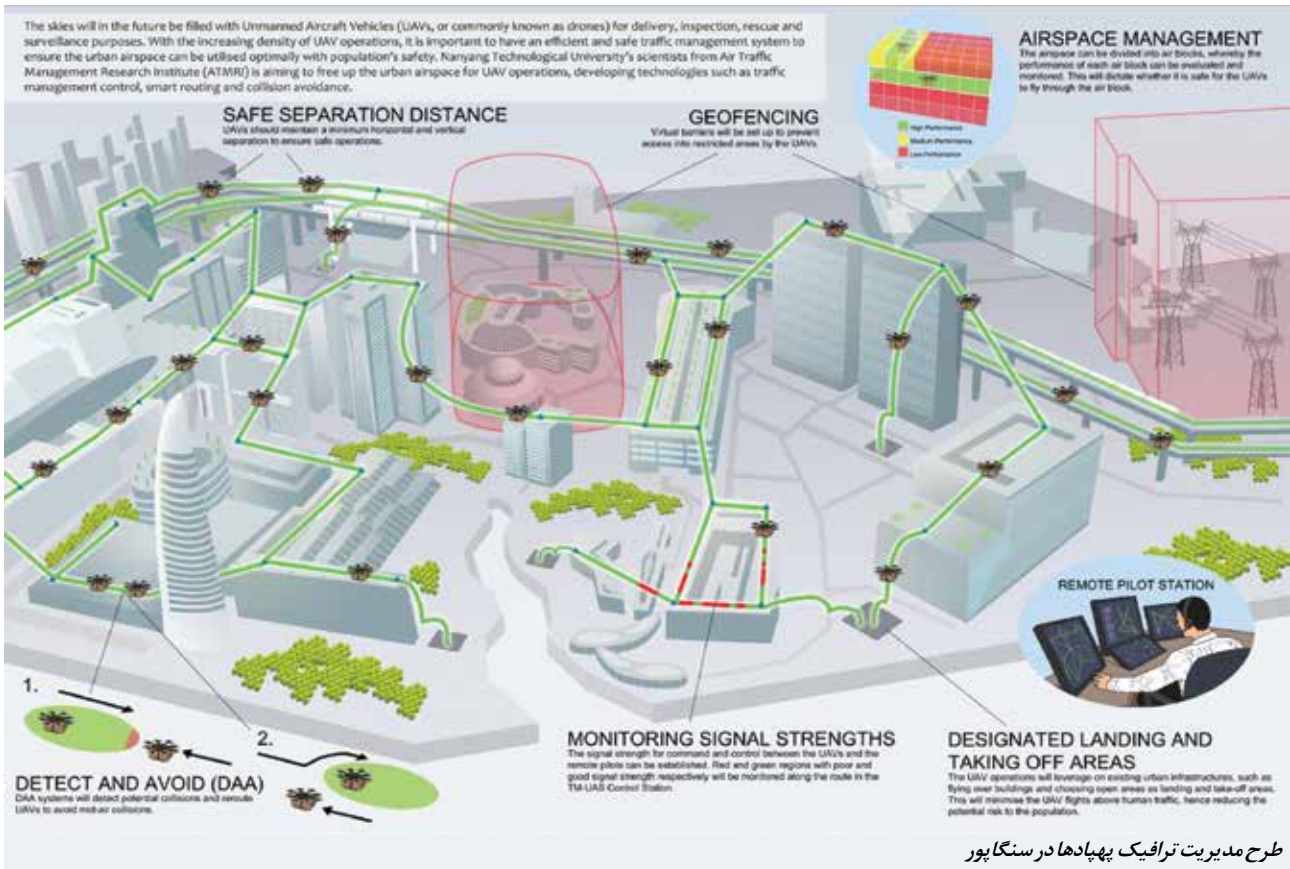 The skies will in the future be filled with Unmanned Aircraft Vehicles (UAVs, or commonly known as drones) for delivery, inspection, rescue and
surveillance purposes. With the increasing density of UAV operations, it is important to have an efficient and safe traffic management system to
ensure the urban airspace can be utilised optimally with population's safety. Nanyang Technological University's scientists from Air Traffic
Management Research Institute (ATMRI) is aiming to free up the urban airspace for UAV operations, developing technologies such as traffic
management control, smart routing and collision avoidance.
AIRSPACE MANAGEMENT
The airspace can be divided into air blocks, whereby the
performance of each air block can be evaluated and
monitored. This will dictate whether it is safe for the UAVs
to fly through the air block.
High Performance
Medium Performance
Low Performance
SAFE SEPARATION DISTANCE
UAVs should maintain a minimum horizontal and vertical
separation to ensure safe operations.
GEOFENCING
Virtual barriers will be set up to prevent
access into restricted areas by the UAVs
REMOTE PILOT STATION
1.
2.
DETECT AND AVOID (DAA)
DAA systems will detect potential collisions and reroute
UAVs to avoid mid-air collisions.
MONITORING SIGNAL STRENGTHS
The signal strength for command and control between the UAVs and the
remote pilots can be established. Red and green regions with poor and
good signal strength respectively will be monitored along the route in the
TM-UAS Control Station.
DESIGNATED LANDING AND
TAKING OFF AREAS
The UAV operations will leverage on existing urban infrastructures, such as
flying over buildings and choosing open areas as landing and take-off areas.
This will minimise the UAV flights above human traffic, hence reducing the
potential risk to the population.
طرح مدیریت ترافیک پهپادها در سنگاپور